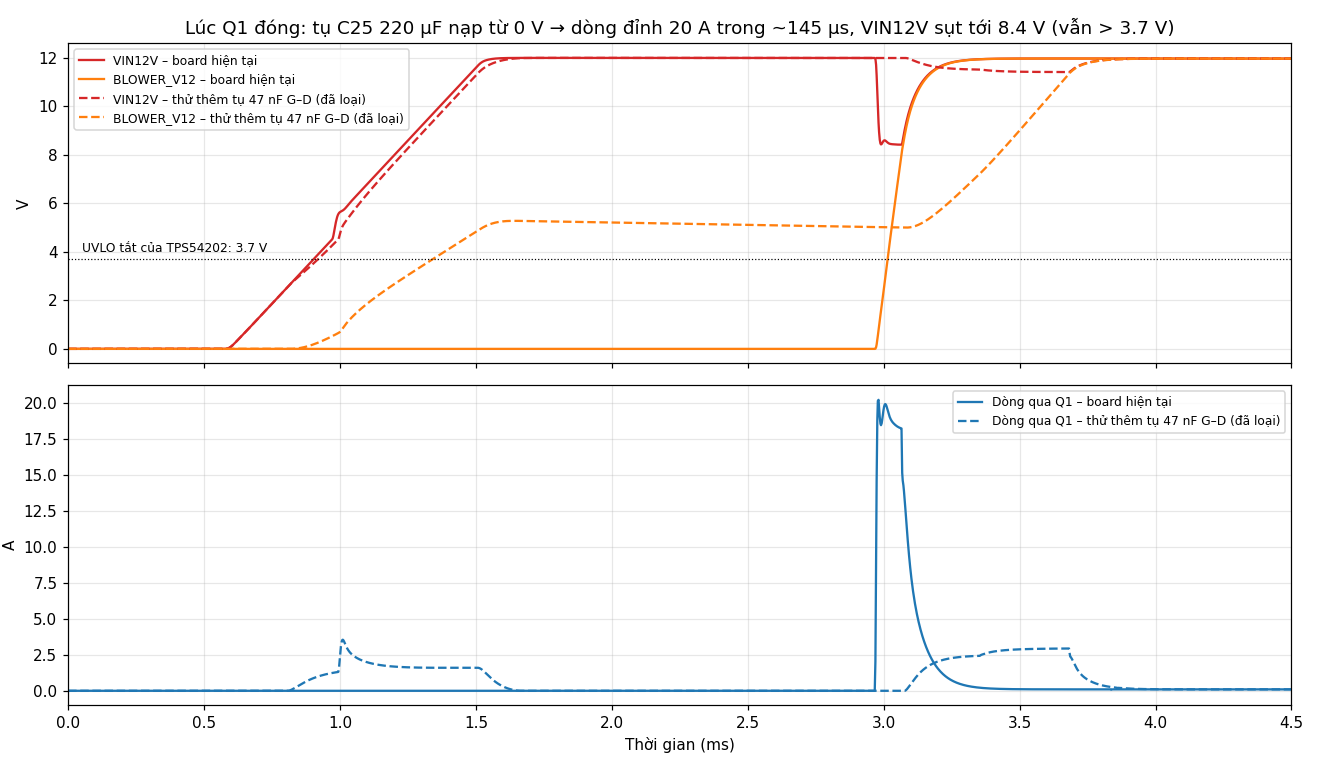 Lúc Q1 đóng: tụ C25 220 µF nạp từ 0 V → dòng đỉnh 20 A trong ~145 µs, VIN12V sụt tới 8.4 V (vẫn > 3.7 V)
VIN12V – board hiện tại
BLOWER_V12 – board hiện tại
VIN12V – thử thêm tụ 47 nF G–D (đã loại)
BLOWER_V12 – thử thêm tụ 47 nF G–D (đã loại)
12
10
8
6
4
2
0
V
UVLO tắt của TPS54202: 3.7 V
Dòng qua Q1 – board hiện tại
Dòng qua Q1 – thử thêm tụ 47 nF G–D (đã loại)
20.0
17.5
15.0
12.5
10.0
7.5
5.0
2.5
0.0
A
0.0 0.5 1.0 1.5 2.0 2.5 3.0 3.5 4.0 4.5
Thời gian (ms)